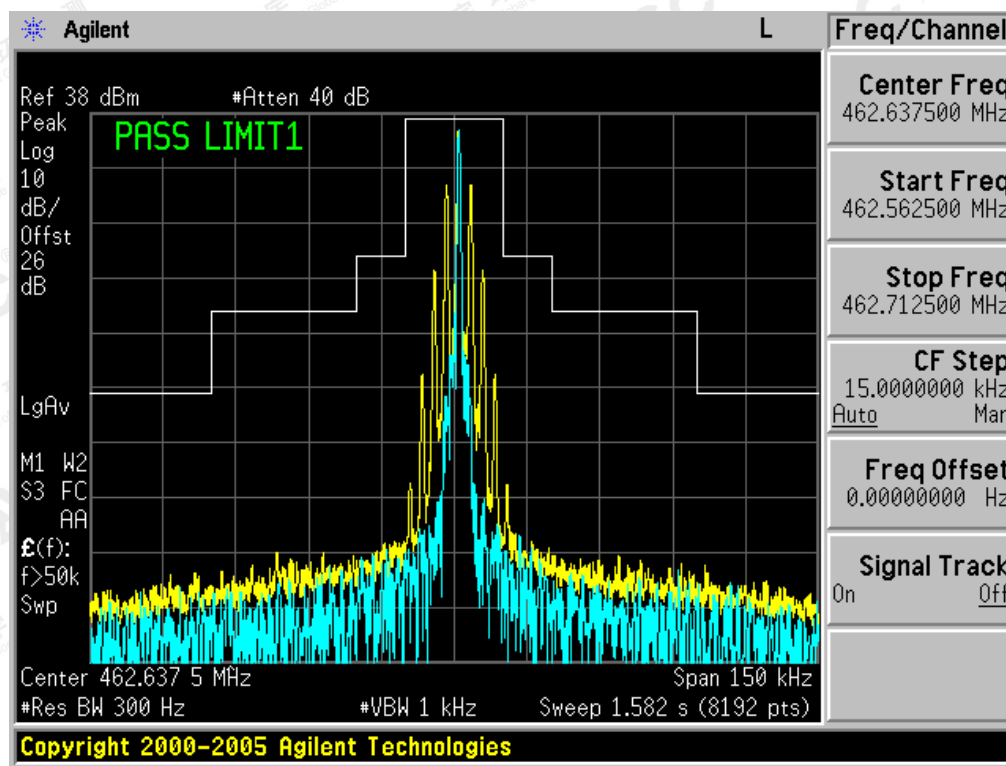 Agilent L Freq/Channel
Ref 38 dBm #Atten 40 dB
Peak
Log
10
dB/
Offst
26
dB
PASS LIMIT1
LgAv
M1 W2
S3 FC
AA
£(f):
f>50k
Swp
Center 462.637 5 MHz Span 150 kHz
#Res BW 300 Hz #VBW 1 kHz Sweep 1.582 s (8192 pts)
Copyright 2000-2005 Agilent Technologies
Center Freq
462.637500 MHz
Start Freq
462.562500 MHz
Stop Freq
462.712500 MHz
CF Step
15.0000000 kHz
Auto Man
Freq Offset
0.00000000 Hz
Signal Track
On Off